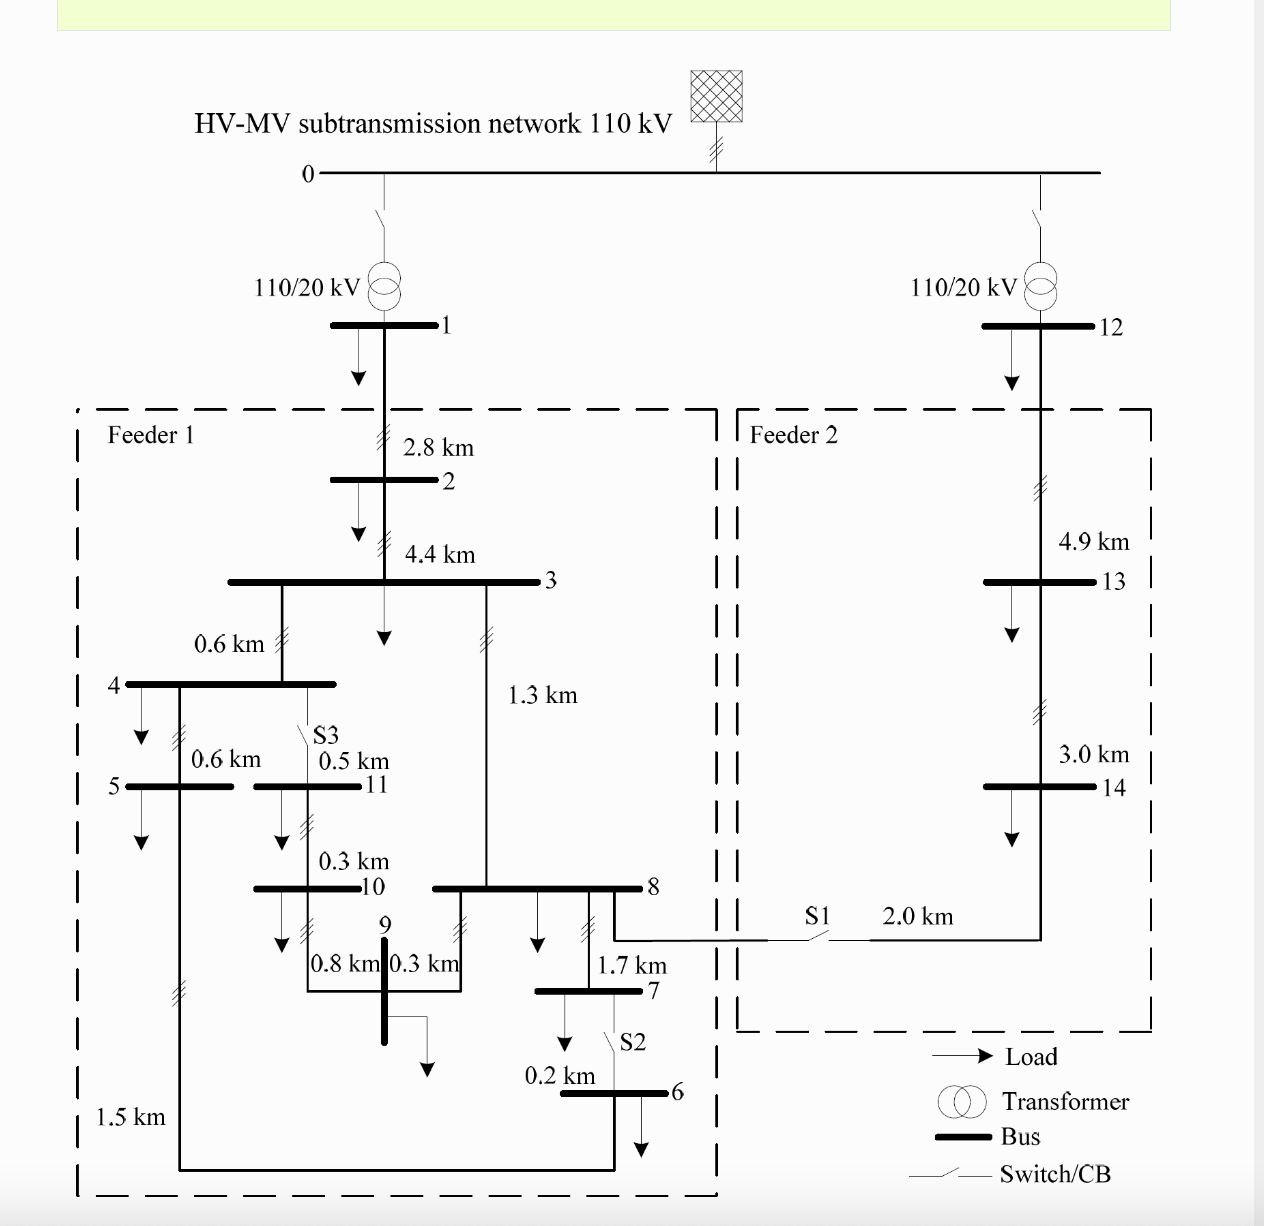 HV-MV subtransmission network 110 kV
0
110/20 kV
110/20 kV
1
12
Feeder 1
Feeder 2
2.8 km
2
4.9 km
4.4 km
3
13
0.6 km
4
1.3 km
S3
0.6 km
0.5 km
3.0 km
5
11
14
0.3 km
10
8
9
S1
2.0 km
0.8 km
0.3 km
1.7 km
7
S2
0.2 km
6
1.5 km
Load
Transformer
Bus
Switch/CB